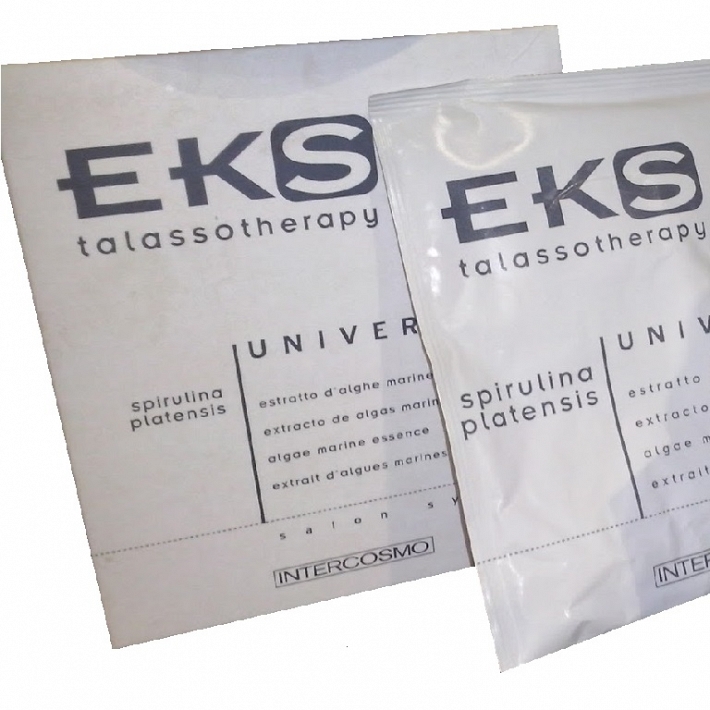 EKS
talassotherapy
UNIVER
spirulina
platensis
estratto d'alghe marine
extracto de algas marin
algae marine essence
extrait d'algues marines
salon sy
INTERCOSMO
EKS
talassotherapy
UNIV
spirulina
platensis
estratto
extracto
algae m
extrait
INTER